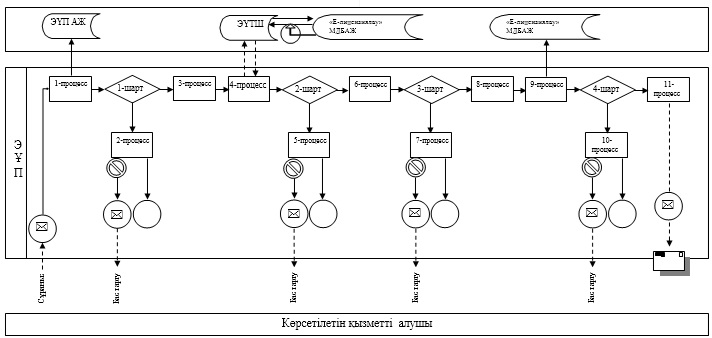 ЭҮП АЖ
ЭҮТШ
«Е-лицензиялау»
МДБАЖ
«Е-лицензиялау»
МДБАЖ
1-процесс
1-шарт
3-процесс
4-процесс
2-шарт
6-процесс
3-шарт
8-процесс
9-процесс
4-шарт
11-
процесс
Э
Ұ
П
2-процесс
5-процесс
7-процесс
10-
процесс
Сұраныс
Бас тарту
Бас тарту
Бас тарту
Бас тарту
Көрсетілетін қызметті алушы